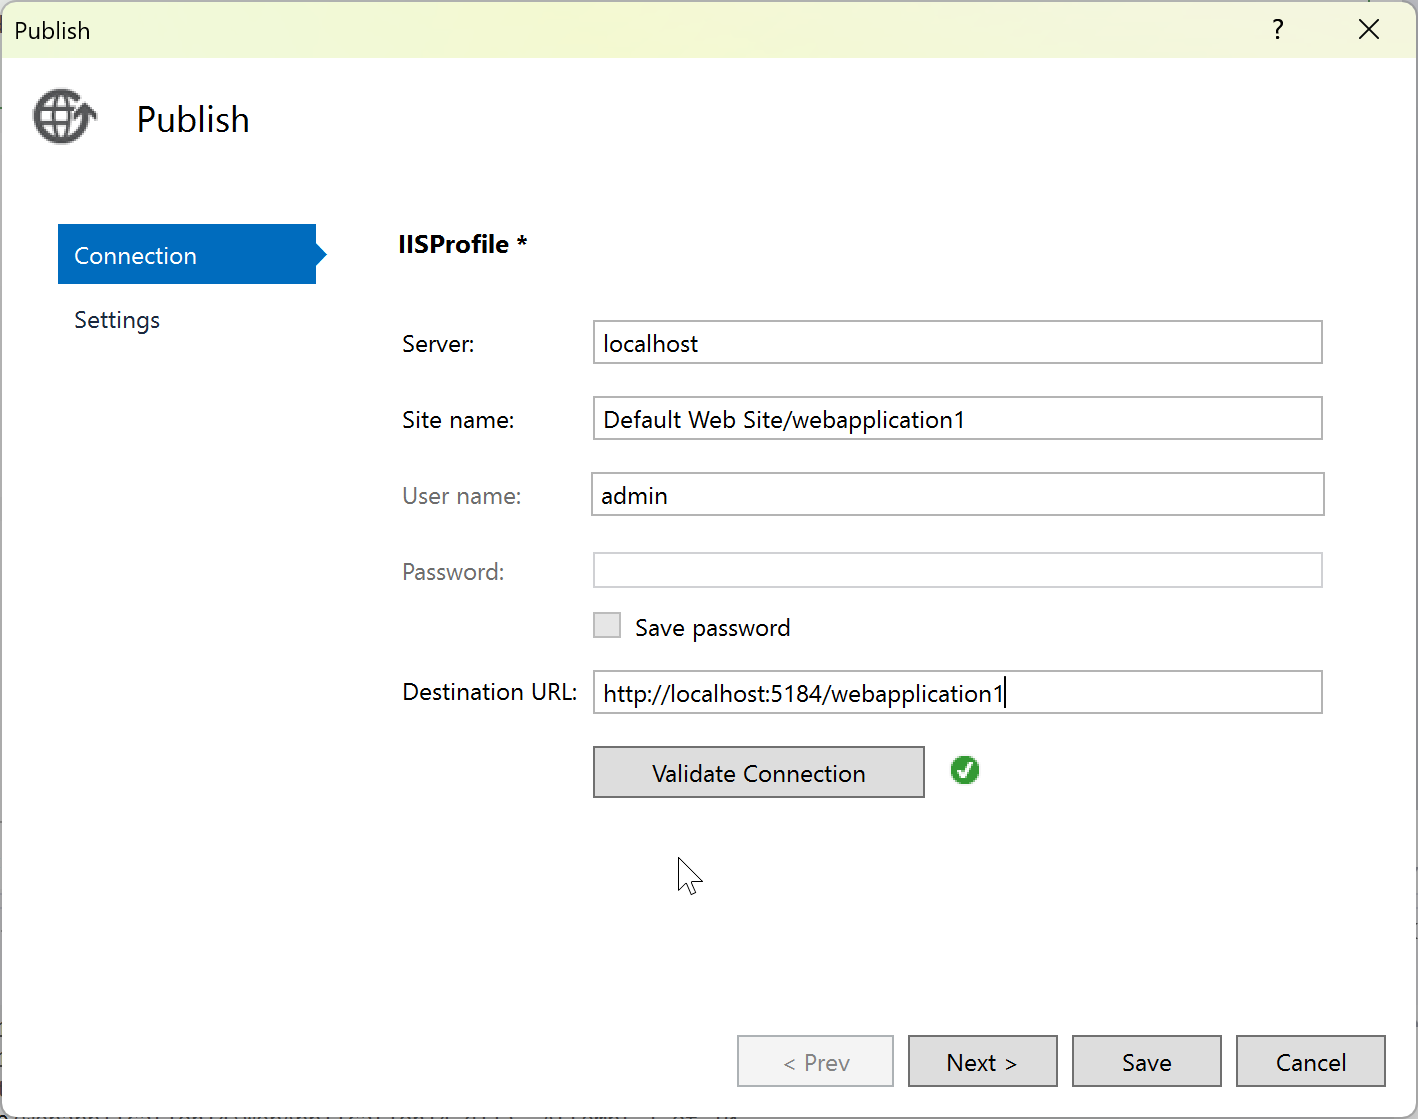 Publish
?
Publish
Connection
Settings
IISProfile *
Server:
localhost
Site name:
Default Web Site/webapplication1
User name:
admin
Password:
Save password
Destination URL:
http://localhost:5184/webapplication1
Validate Connection
< Prev
Next >
Save
Cancel